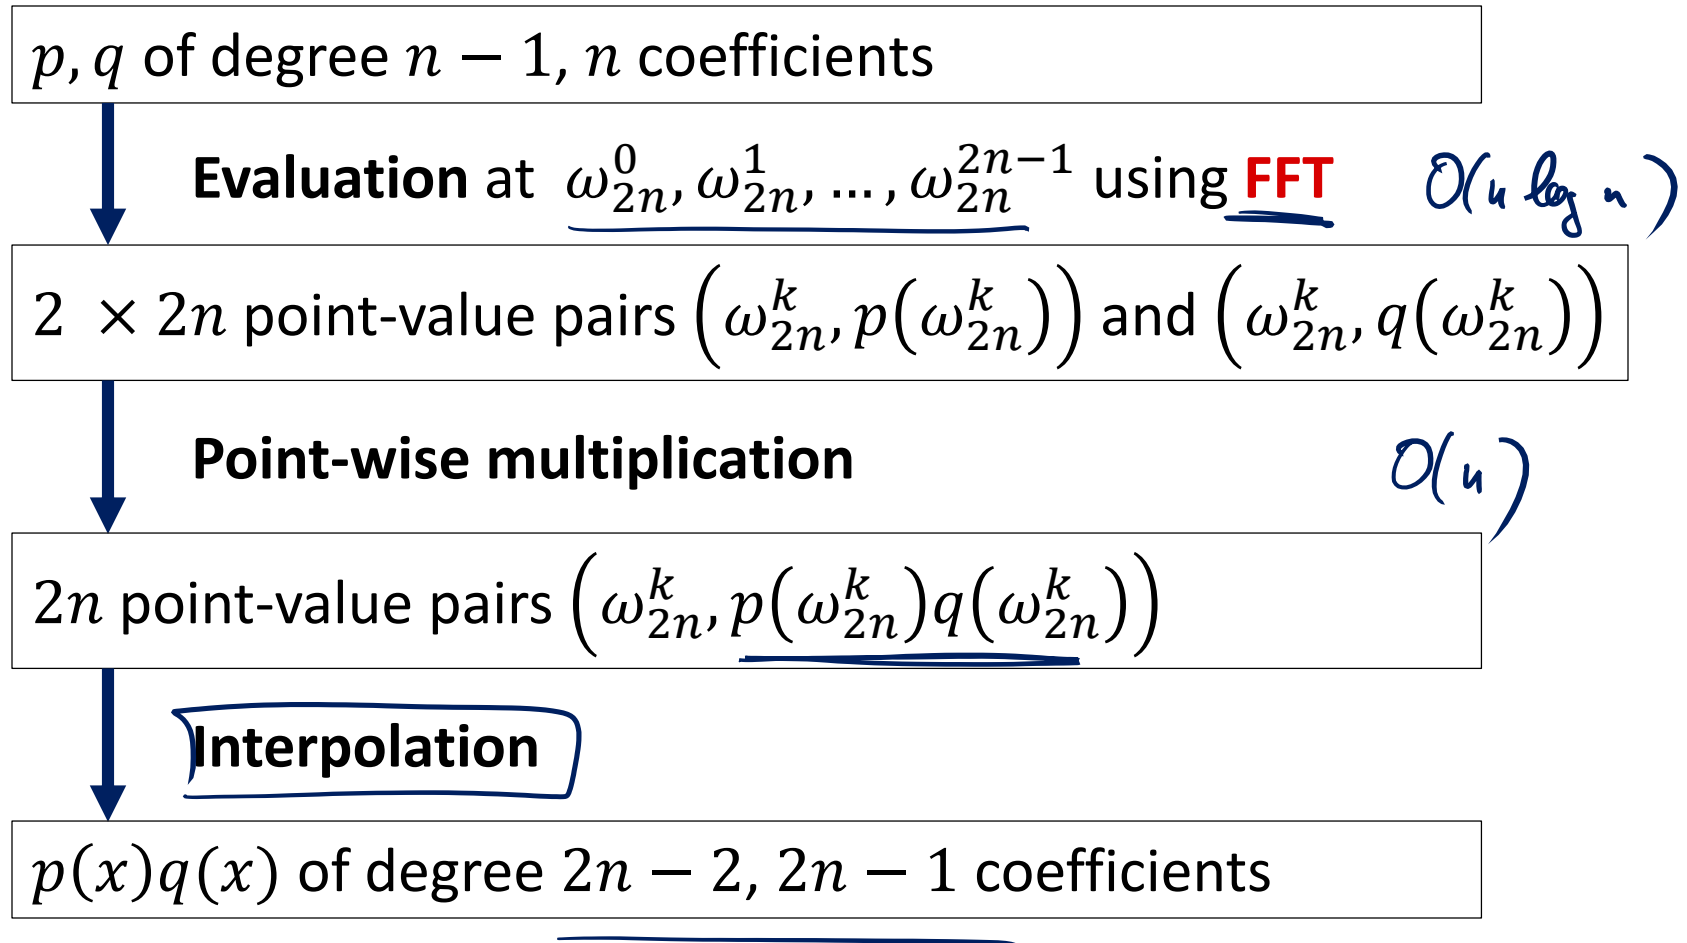 p, q of degree n − 1, n coefficients
Evaluation at ω_{2n}^0, ω_{2n}^1, … , ω_{2n}^{2n−1} using FFT O(n log n)
2 × 2n point-value pairs (ω_{2n}^k, p(ω_{2n}^k)) and (ω_{2n}^k, q(ω_{2n}^k))
Point-wise multiplication O(n)
2n point-value pairs (ω_{2n}^k, p(ω_{2n}^k)q(ω_{2n}^k))
Interpolation
p(x)q(x) of degree 2n − 2, 2n − 1 coefficients